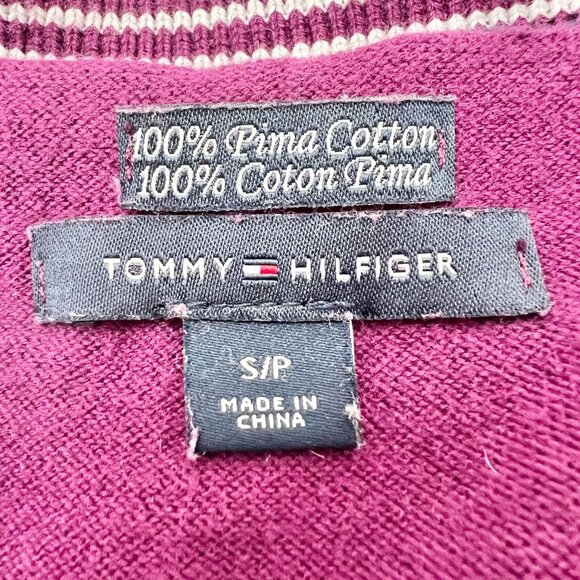 100% Pima Cotton
100% Coton Pima
TOMMY HILFIGER
S/P
MADE IN
CHINA